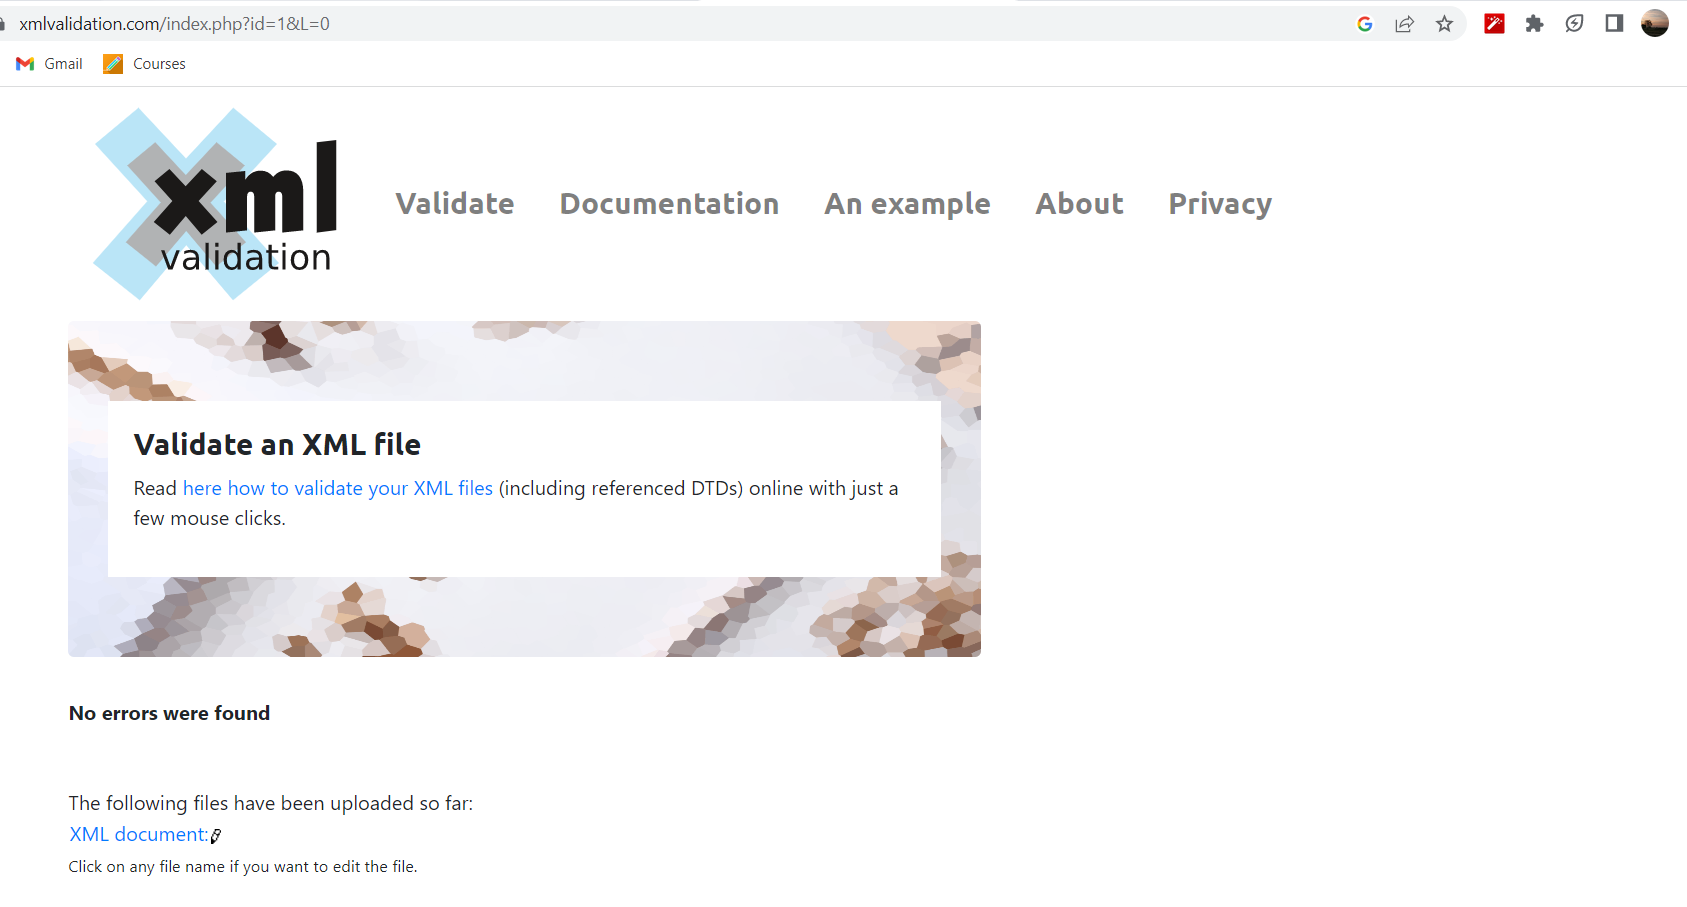 xmlvalidation.com/index.php?id=1&L=0
Gmail Courses
xml
validation
Validate Documentation An example About Privacy
Validate an XML file
Read here how to validate your XML files (including referenced DTDs) online with just a
few mouse clicks.
No errors were found
The following files have been uploaded so far:
XML document:
Click on any file name if you want to edit the file.